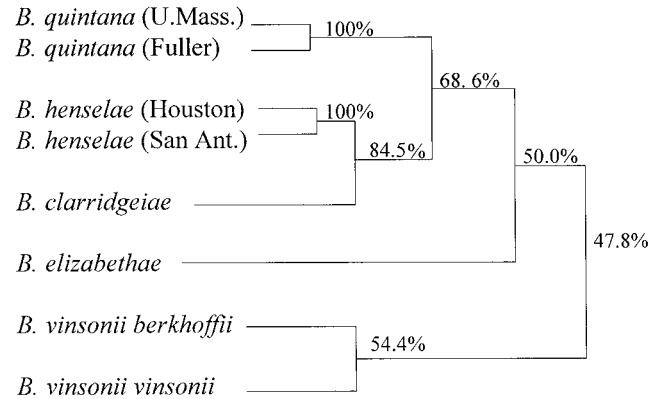 B. quintana (U.Mass.)
100%
B. quintana (Fuller)
68. 6%
B. henselae (Houston)
100%
B. henselae (San Ant.)
84.5%
50.0%
B. clarridgeiae
47.8%
B. elizabethae
B. vinsonii berkhoffii
54.4%
B. vinsonii vinsonii